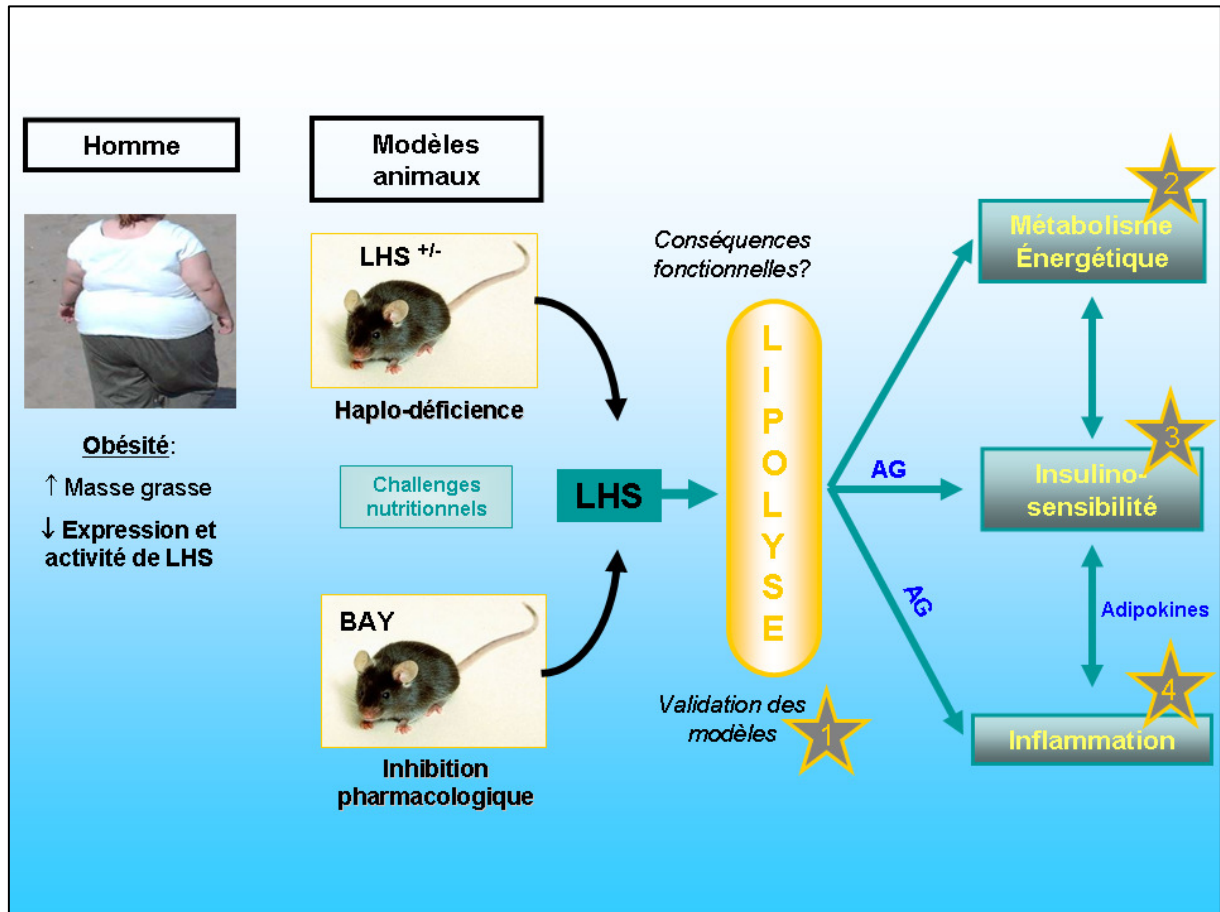 Homme
Obésité:
↑ Masse grasse
↓ Expression et
activité de LHS
Modèles
animaux
LHS +/-
Haplo-déficience
Challenges
nutritionnels
BAY
Inhibition
pharmacologique
LHS
Conséquences
fonctionnelles?
LIPOLYSE
Validation des
modèles
1
AG
AG
2
Métabolisme
Énergétique
3
Insulino-
sensibilité
Adipokines
4
Inflammation